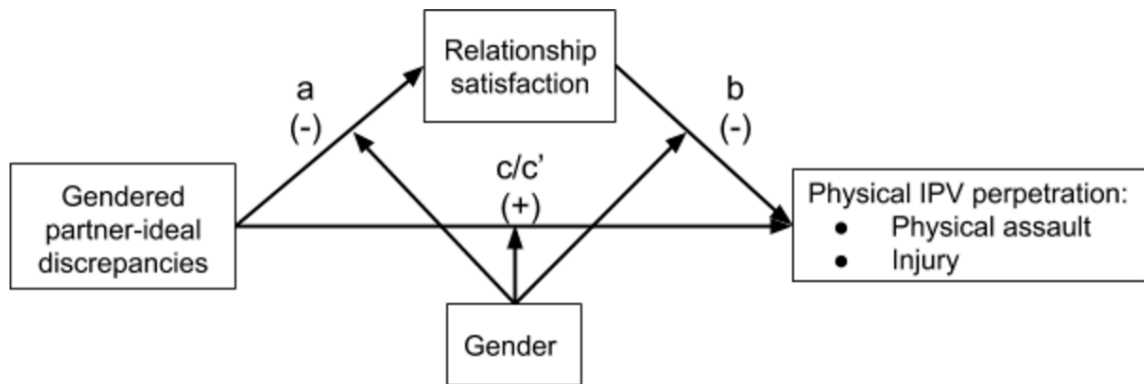 Relationship
satisfaction
a
(-)
b
(-)
c/c’
(+)
Gendered
partner-ideal
discrepancies
Physical IPV perpetration:
● Physical assault
● Injury
Gender